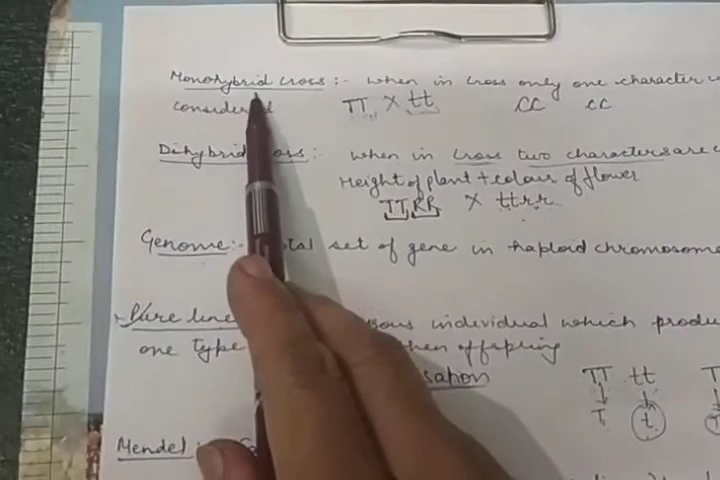 Monohybrid cross :- when in cross only one character
considered TT X tt CC cc
Dihybrid cross :- when in cross two characters are
Height of plant + colour of flower
TTRR X ttrr
Genome :- total set of gene in haploid chromosome
Pure line individual which produ
one type offspring
TT tt T
T t T
Mendel :-